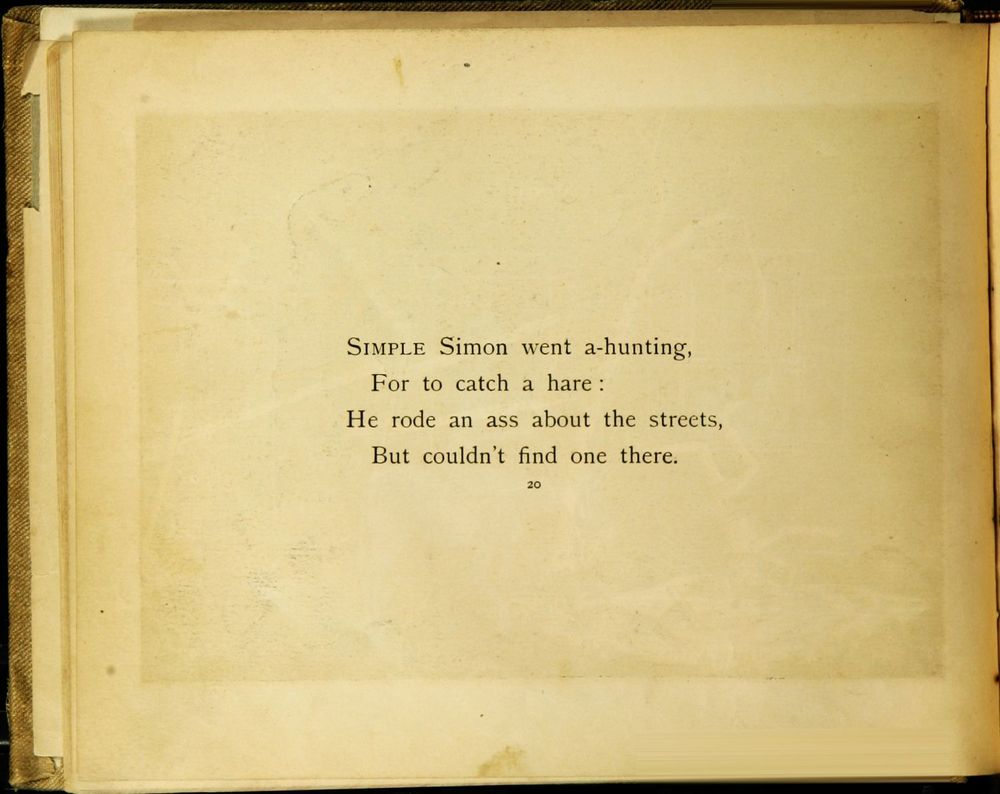 SIMPLE Simon went a-hunting,
For to catch a hare :
He rode an ass about the streets,
But couldn't find one there.
20